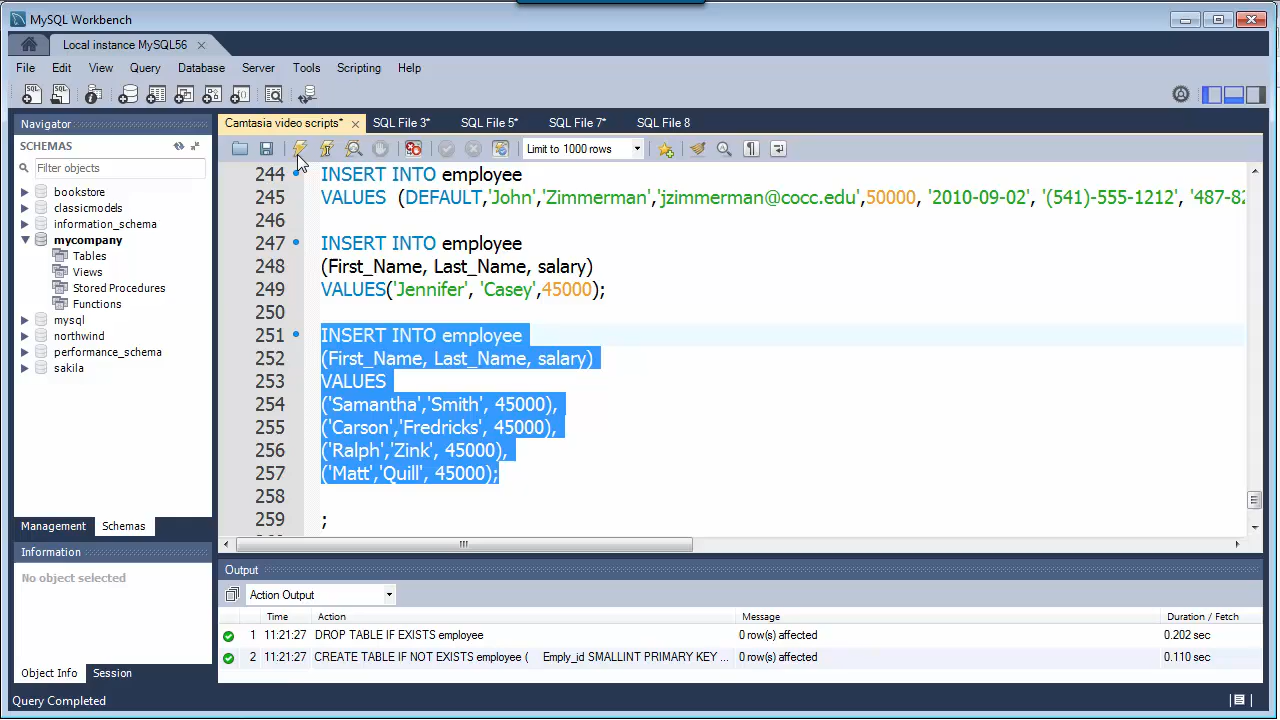 MySQL Workbench
Local instance MySQL56
File Edit View Query Database Server Tools Scripting Help
Navigator
SCHEMAS
Filter objects
bookstore
classicmodels
information_schema
mycompany
Tables
Views
Stored Procedures
Functions
mysql
northwind
performance_schema
sakila
Management Schemas
Information
No object selected
Object Info Session
Camtasia video scripts* SQL File 3* SQL File 5* SQL File 7* SQL File 8
Limit to 1000 rows
244 INSERT INTO employee
245 VALUES (DEFAULT,'John','Zimmerman','jzimmerman@cocc.edu',50000, '2010-09-02', '(541)-555-1212', '487-82
246
247 INSERT INTO employee
248 (First_Name, Last_Name, salary)
249 VALUES('Jennifer', 'Casey',45000);
250
251 INSERT INTO employee
252 (First_Name, Last_Name, salary)
253 VALUES
254 ('Samantha','Smith', 45000),
255 ('Carson','Fredricks', 45000),
256 ('Ralph','Zink', 45000),
257 ('Matt','Quill', 45000);
258
259 ;
Output
Action Output
Time Action Message Duration / Fetch
1 11:21:27 DROP TABLE IF EXISTS employee 0 row(s) affected 0.202 sec
2 11:21:27 CREATE TABLE IF NOT EXISTS employee ( Emply_id SMALLINT PRIMARY KEY ... 0 row(s) affected 0.110 sec
Query Completed